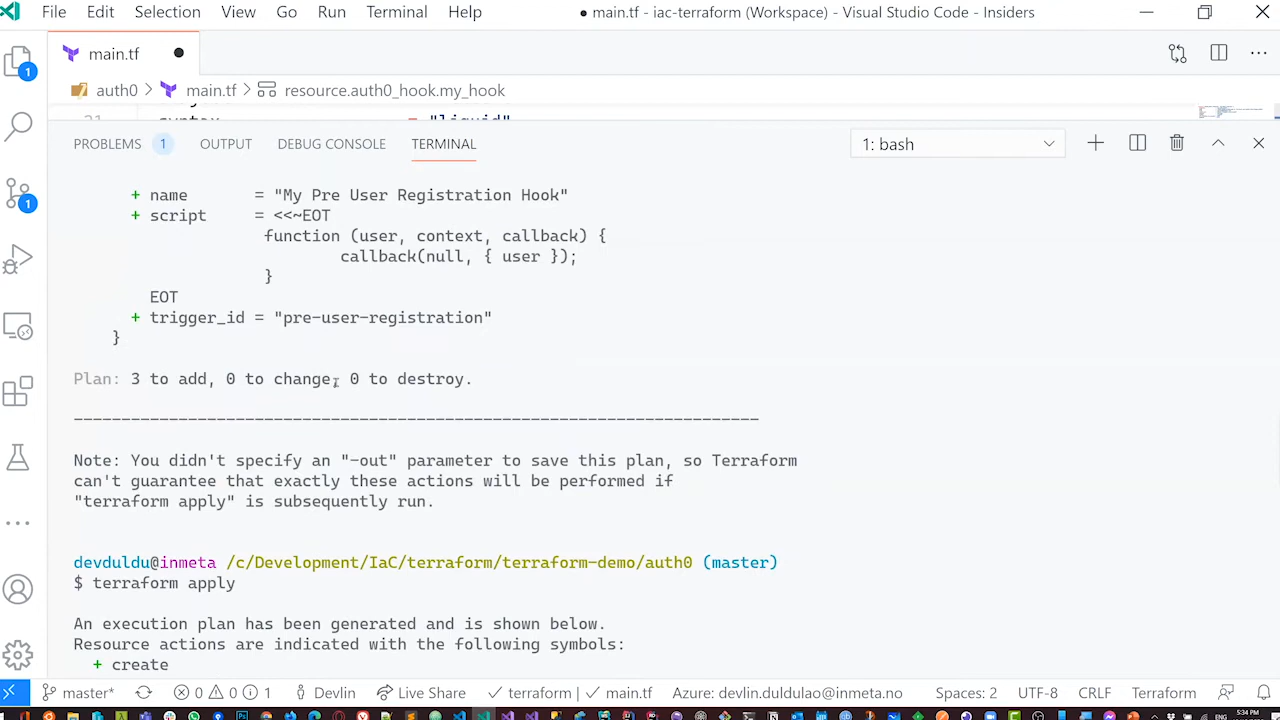 File Edit Selection View Go Run Terminal Help ● main.tf - iac-terraform (Workspace) - Visual Studio Code - Insiders
main.tf
auth0 > main.tf > resource.auth0_hook.my_hook
= "liquid"
PROBLEMS 1 OUTPUT DEBUG CONSOLE TERMINAL 1: bash
+ name = "My Pre User Registration Hook"
+ script = <<~EOT
function (user, context, callback) {
callback(null, { user });
}
EOT
+ trigger_id = "pre-user-registration"
}
Plan: 3 to add, 0 to change, 0 to destroy.
------------------------------------------------------------------------
Note: You didn't specify an "-out" parameter to save this plan, so Terraform
can't guarantee that exactly these actions will be performed if
"terraform apply" is subsequently run.
devduldu@inmeta /c/Development/IaC/terraform/terraform-demo/auth0 (master)
$ terraform apply
An execution plan has been generated and is shown below.
Resource actions are indicated with the following symbols:
+ create
1
1
master* 0 0 1 Devlin Live Share ✓ terraform | ✓ main.tf Azure: devlin.duldulao@inmeta.no Spaces: 2 UTF-8 CRLF Terraform
ENG 5:34 PM